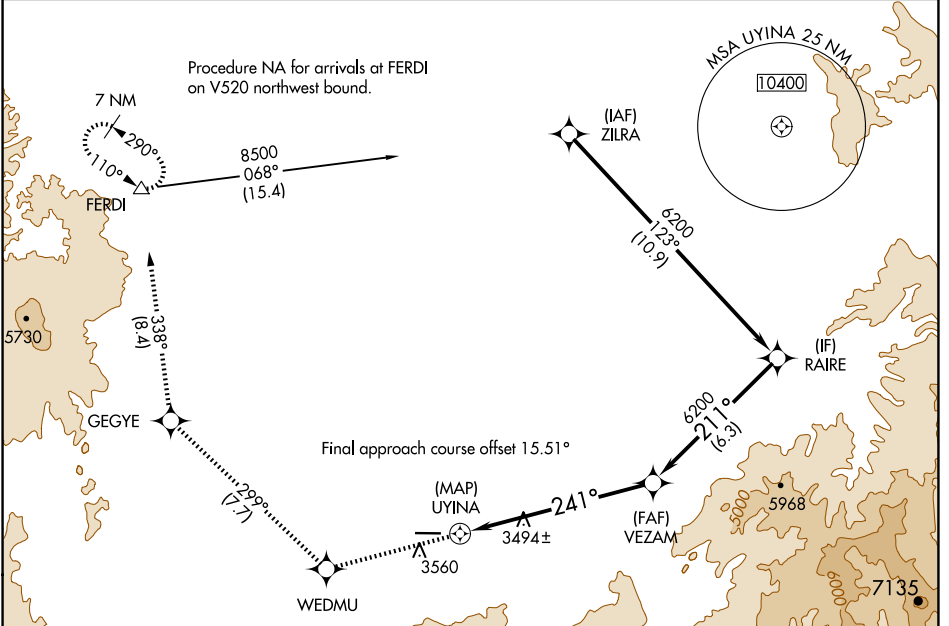 Procedure NA for arrivals at FERDI
on V520 northwest bound.
MSA UYINA 25 NM
10400
7 NM
290°
110°
FERDI
8500
068°
(15.4)
(IAF)
ZILRA
6200
123°
(10.9)
5730
338°
(8.4)
(IF)
RAIRE
GEGYE
6200
211°
(6.3)
Final approach course offset 15.51°
299°
(7.7)
(MAP)
UYINA
241°
3494±
(FAF)
VEZAM
5968
5000
3560
WEDMU
6000
7135